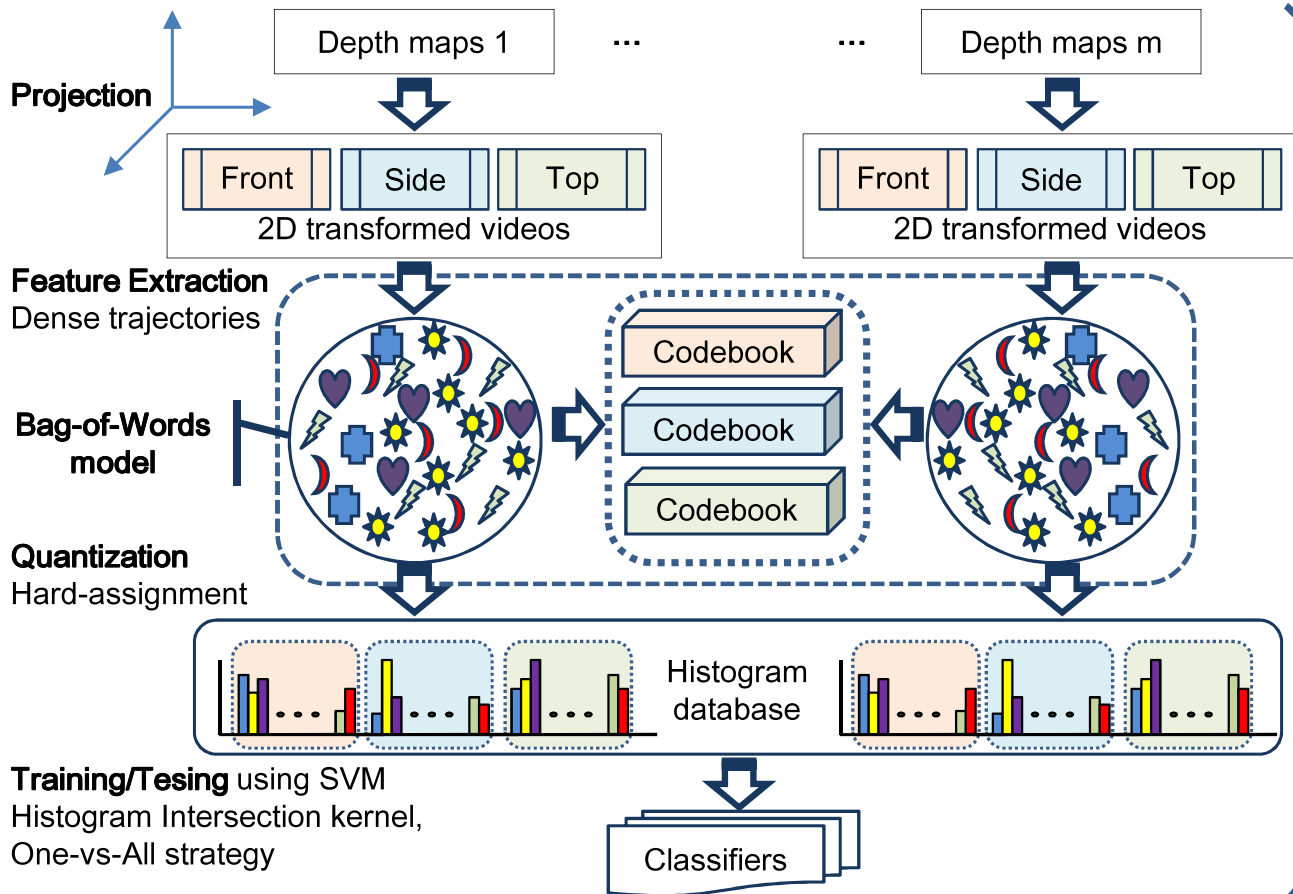 Depth maps 1
...
...
Depth maps m
Projection
Front
Side
Top
2D transformed videos
Front
Side
Top
2D transformed videos
Feature Extraction
Dense trajectories
Codebook
Codebook
Codebook
Bag-of-Words
model
Quantization
Hard-assignment
Histogram
database
Training/Tesing using SVM
Histogram Intersection kernel,
One-vs-All strategy
Classifiers